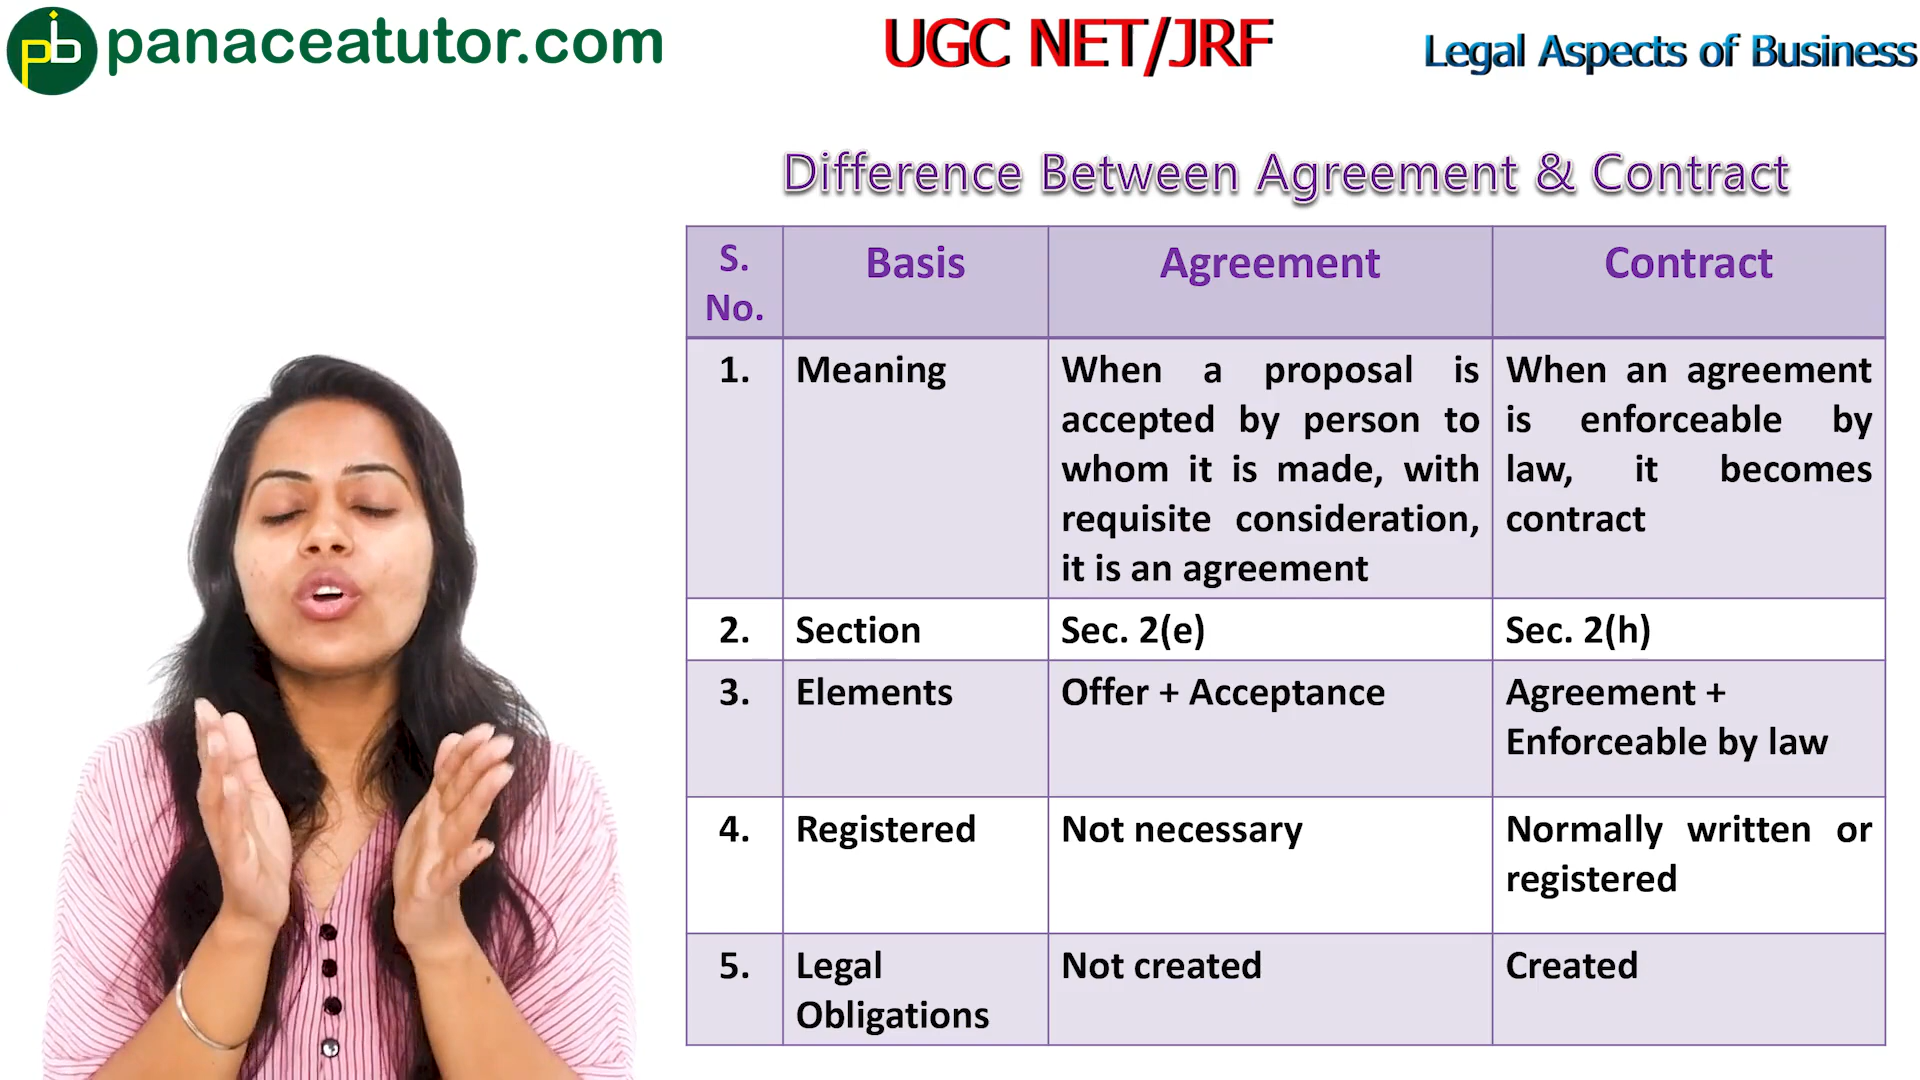 pb panaceatutor.com
UGC NET/JRF
Legal Aspects of Business
Difference Between Agreement & Contract
S. No.
Basis
Agreement
Contract
1.
Meaning
When a proposal is
accepted by person to
whom it is made, with
requisite consideration,
it is an agreement
When an agreement
is enforceable by
law, it becomes
contract
2.
Section
Sec. 2(e)
Sec. 2(h)
3.
Elements
Offer + Acceptance
Agreement +
Enforceable by law
4.
Registered
Not necessary
Normally written or
registered
5.
Legal
Obligations
Not created
Created